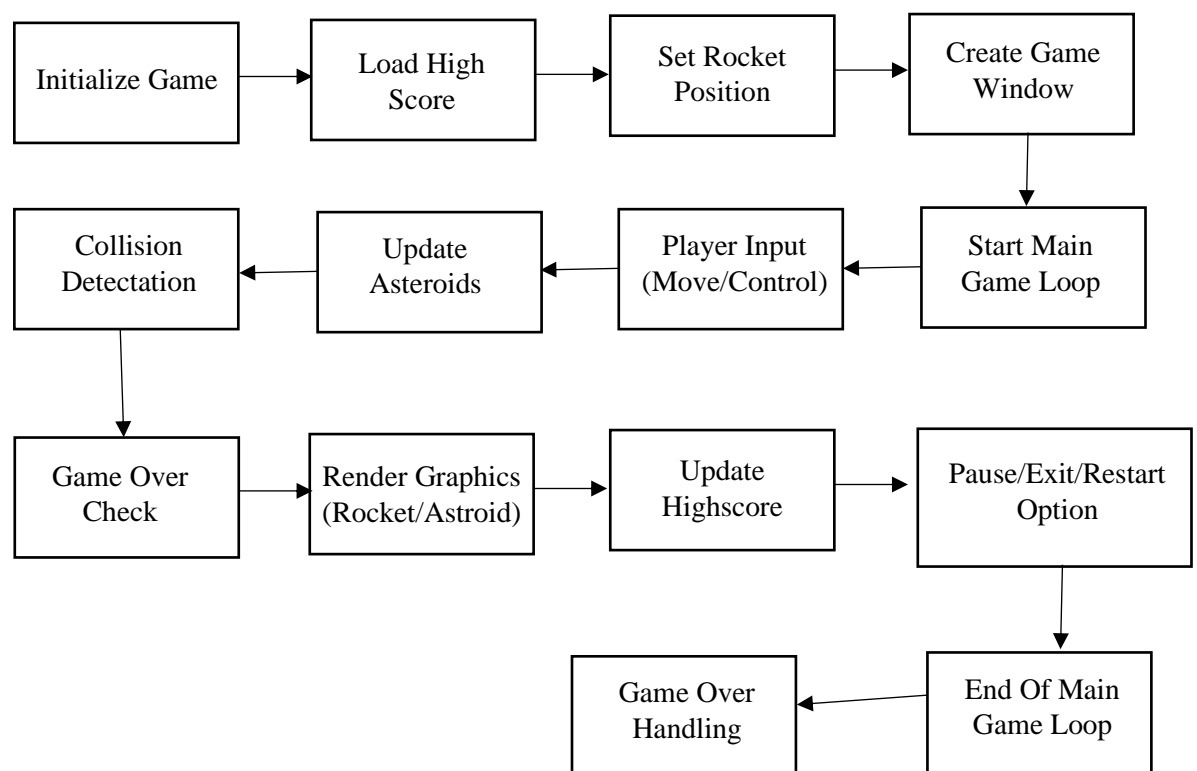 Initialize Game
Load High
Score
Set Rocket
Position
Create Game
Window
Start Main
Game Loop
Player Input
(Move/Control)
Update
Asteroids
Collision
Detectation
Game Over
Check
Render Graphics
(Rocket/Astroid)
Update
Highscore
Pause/Exit/Restart
Option
End Of Main
Game Loop
Game Over
Handling